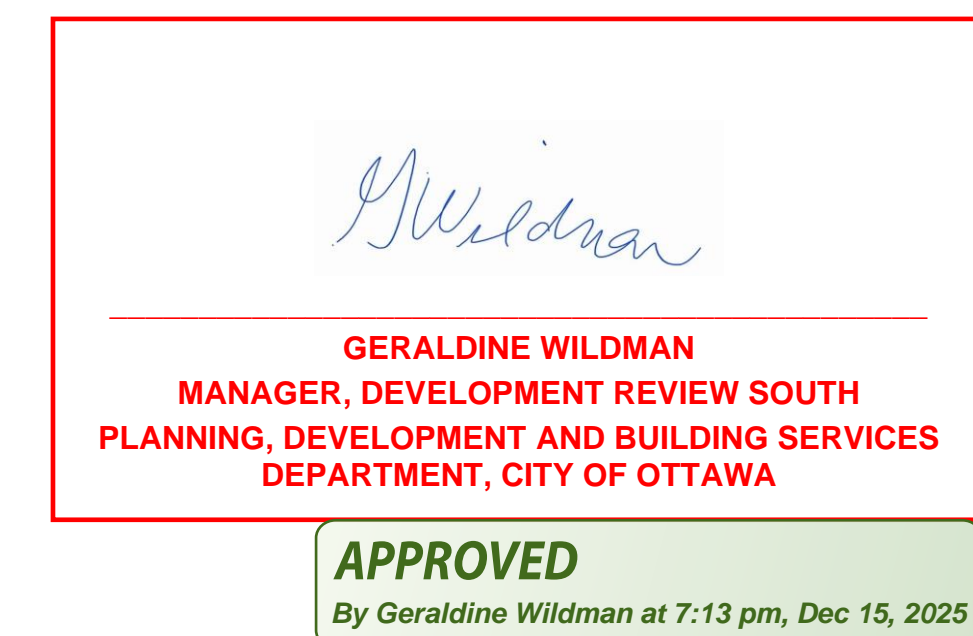 GWildman
GERALDINE WILDMAN
MANAGER, DEVELOPMENT REVIEW SOUTH
PLANNING, DEVELOPMENT AND BUILDING SERVICES
DEPARTMENT, CITY OF OTTAWA
APPROVED
By Geraldine Wildman at 7:13 pm, Dec 15, 2025